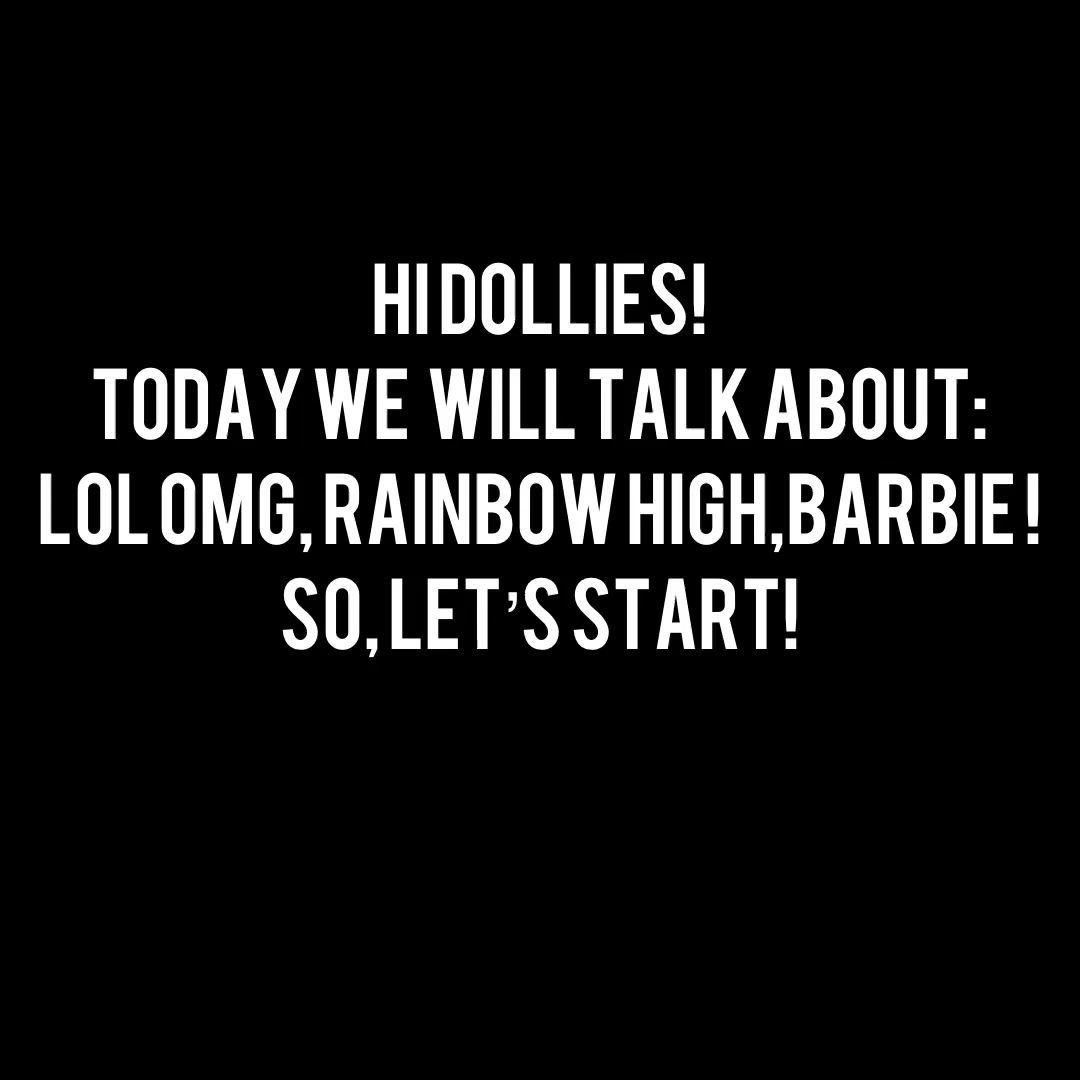 HI DOLLIES!
TODAY WE WILL TALK ABOUT:
LOL OMG, RAINBOW HIGH,BARBIE !
SO, LET'S START!